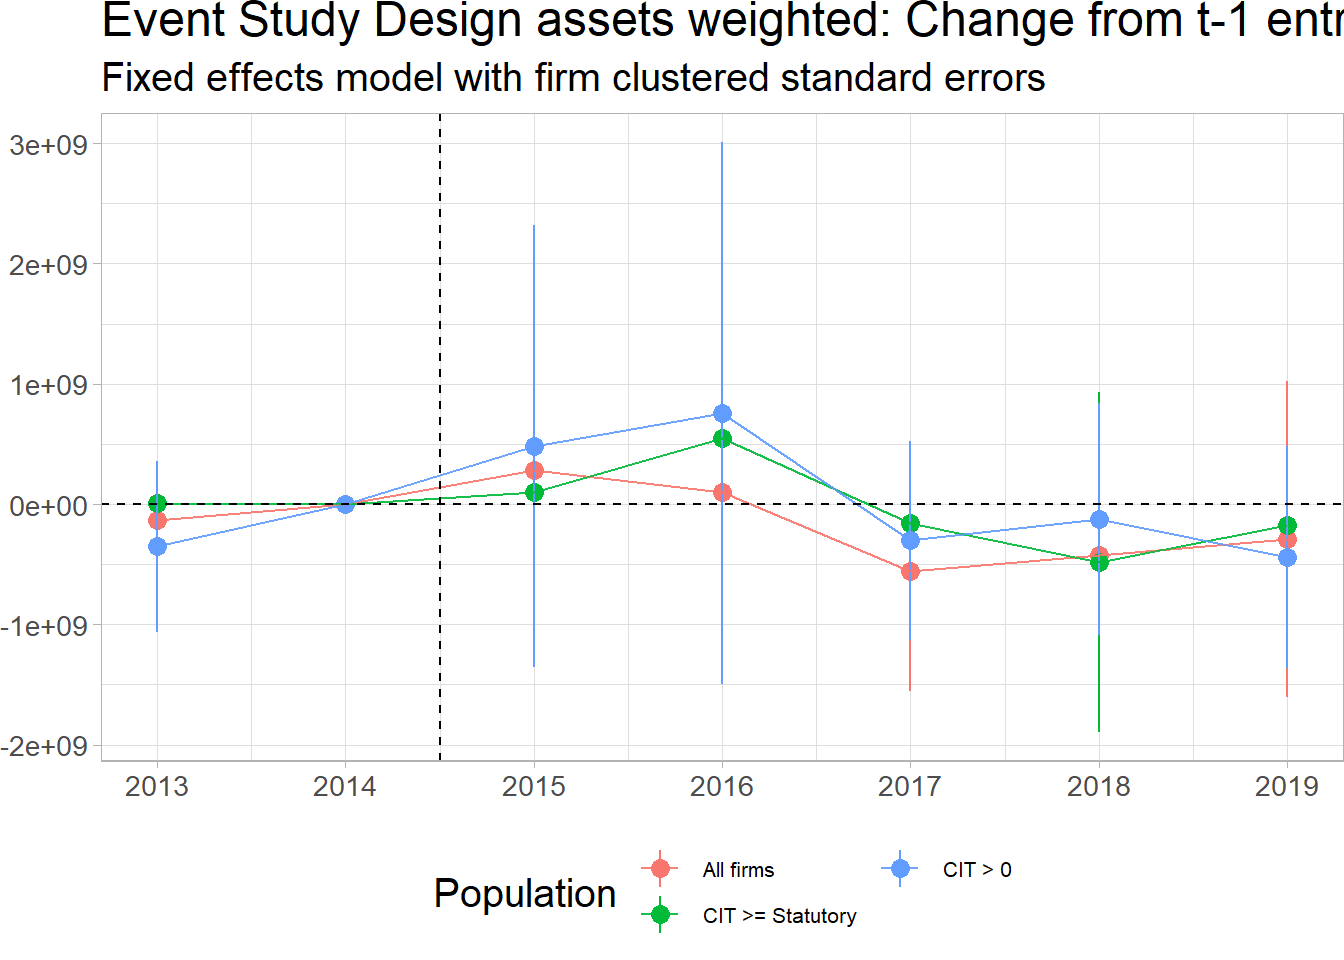 Event Study Design assets weighted: Change from t-1 entr
Fixed effects model with firm clustered standard errors
3e+09
2e+09
1e+09
0e+00
-1e+09
-2e+09
2013 2014 2015 2016 2017 2018 2019
Population
All firms
CIT >= Statutory
CIT > 0